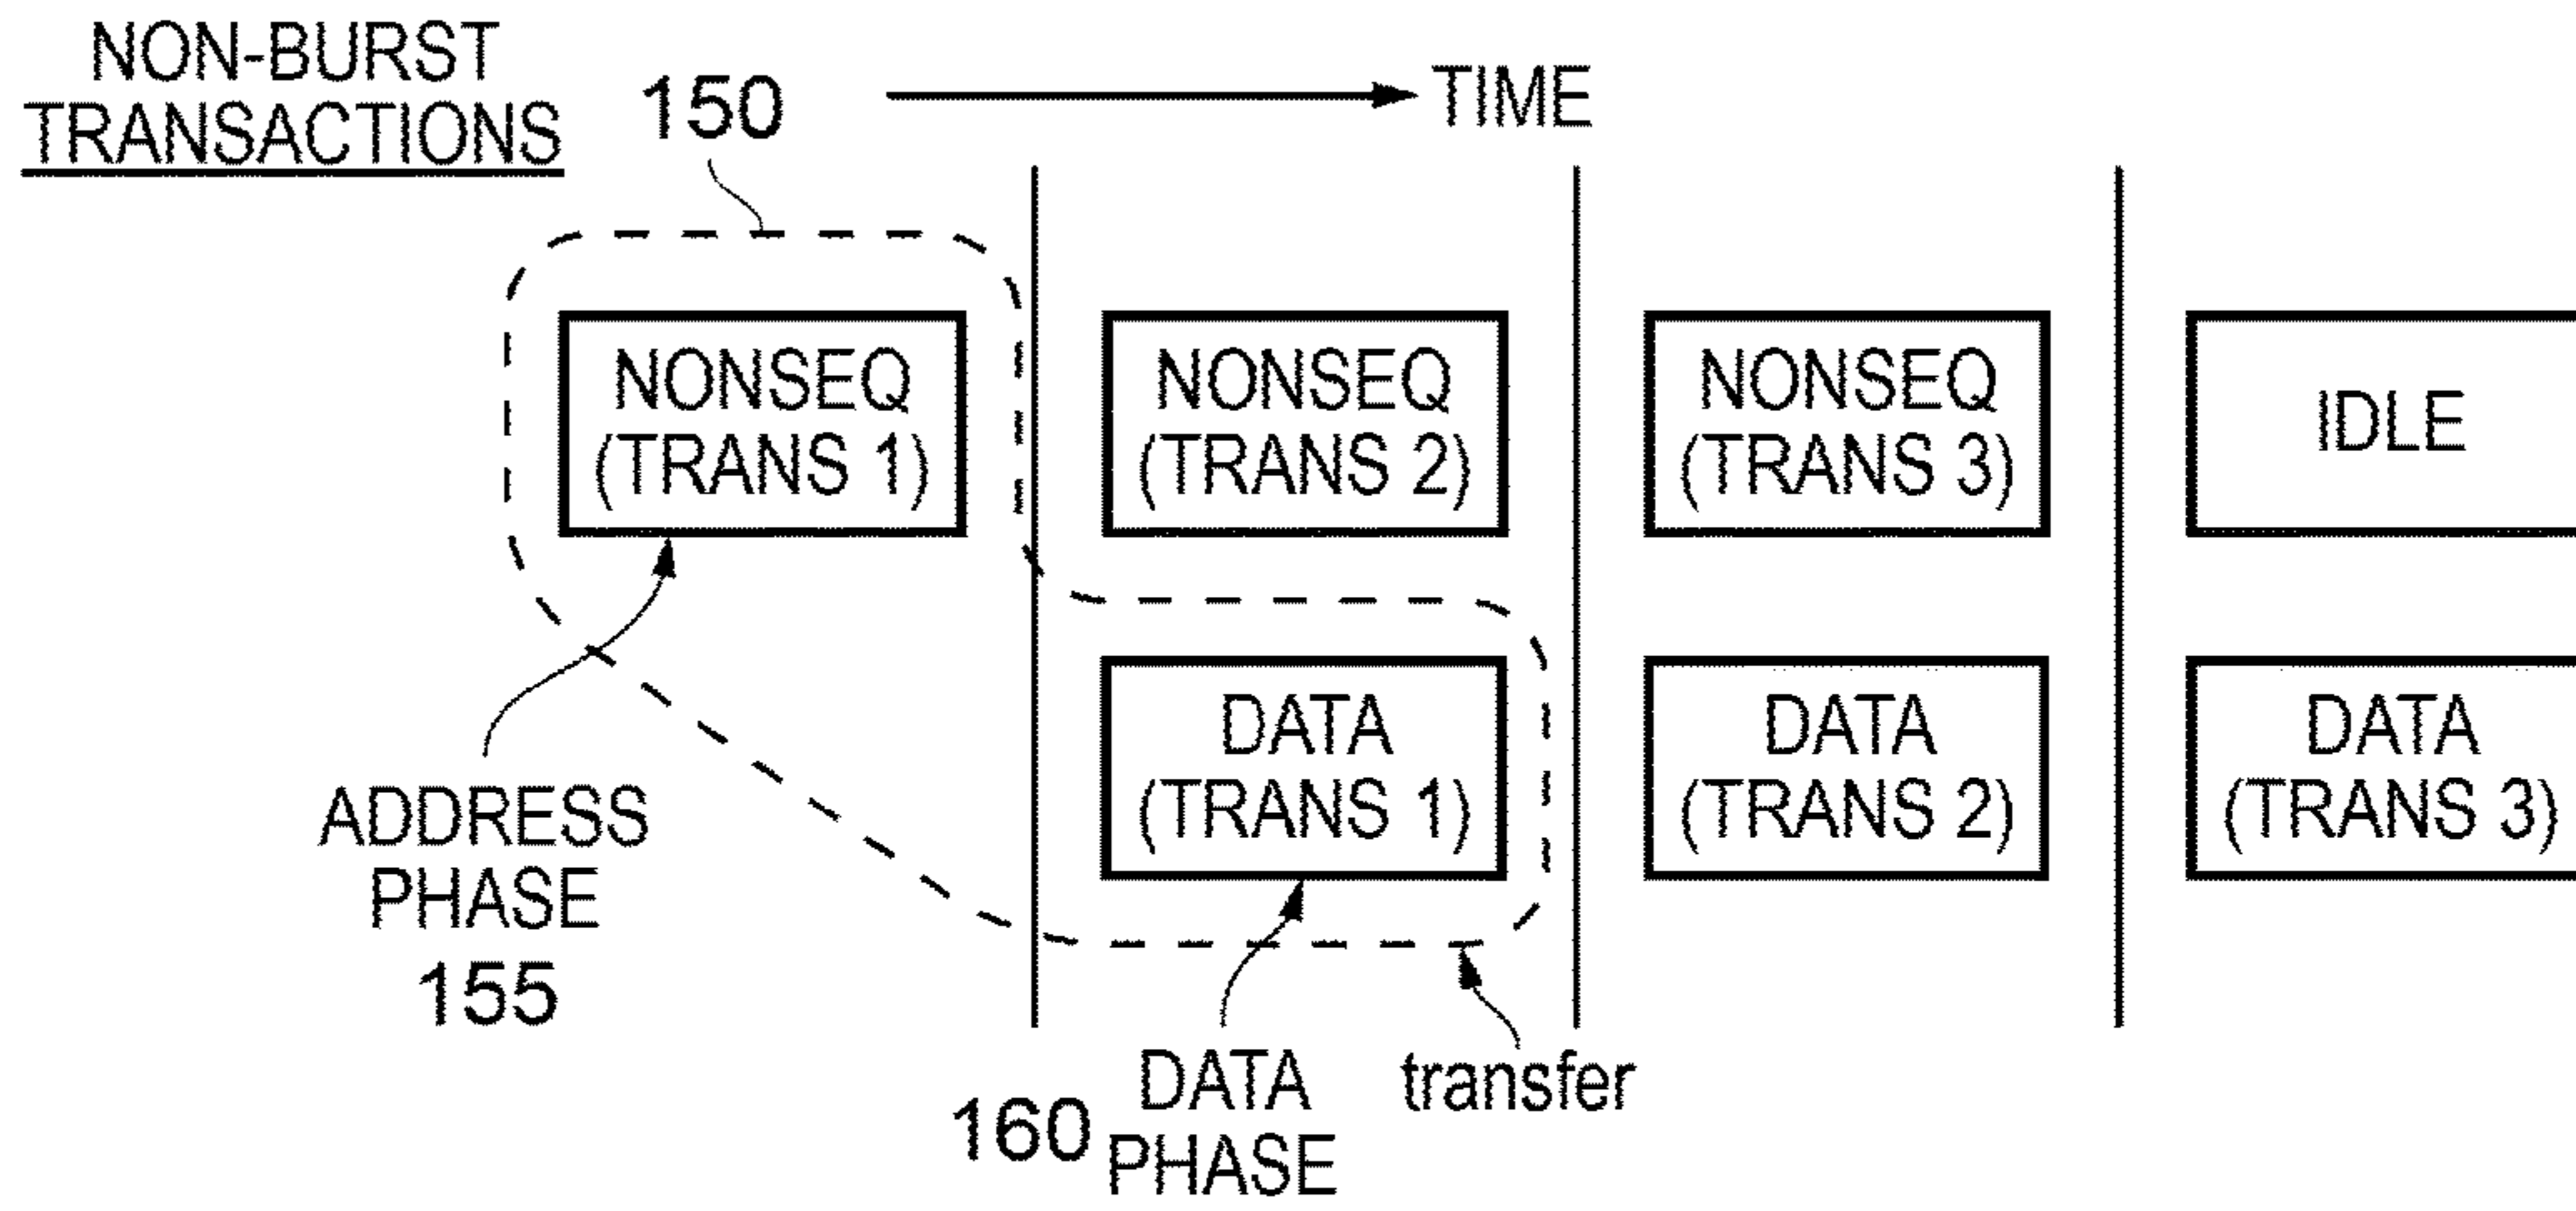 NON-BURST
TRANSACTIONS
150
TIME
NONSEQ
(TRANS 1)
NONSEQ
(TRANS 2)
NONSEQ
(TRANS 3)
IDLE
DATA
(TRANS 1)
DATA
(TRANS 2)
DATA
(TRANS 3)
ADDRESS
PHASE
155
160
DATA
PHASE
transfer